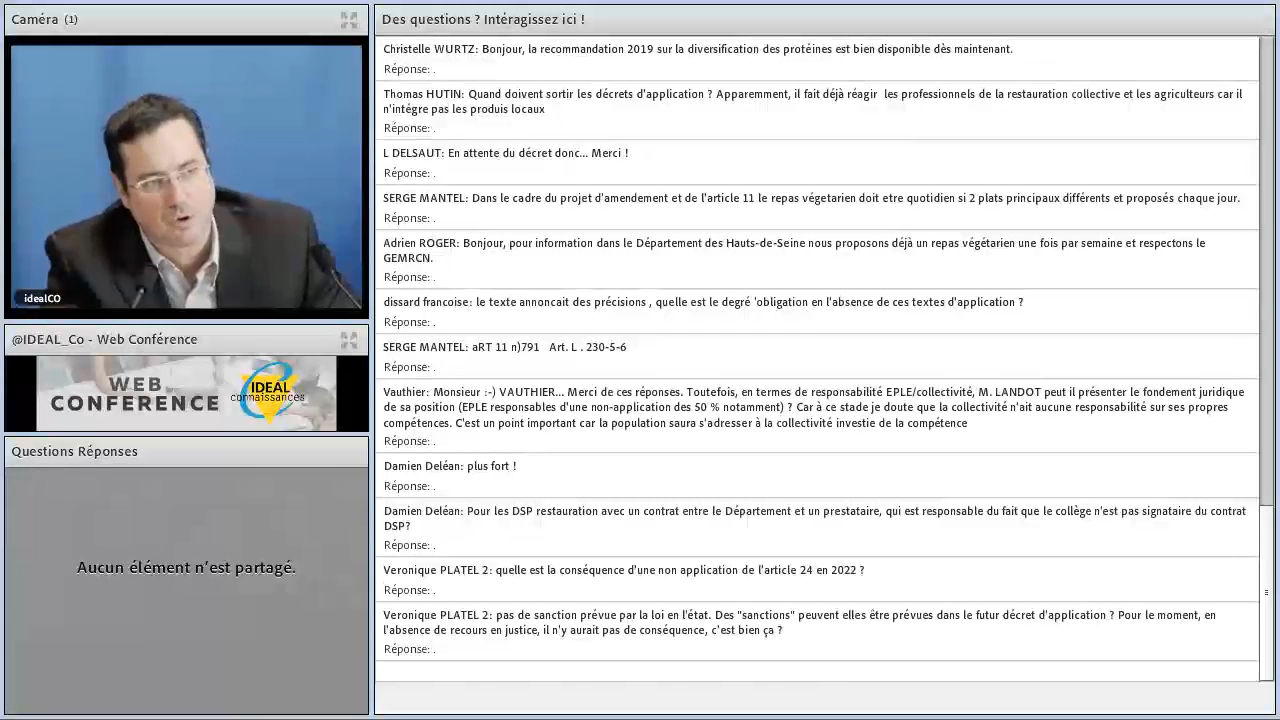 Caméra (1)
idealCO
@IDEAL_Co - Web Conférence
WEB
CONFERENCE
IDEAL
connaissances
Questions Réponses
Aucun élément n’est partagé.
Des questions ? Intéragissez ici !
Christelle WURTZ: Bonjour, la recommandation 2019 sur la diversification des protéines est bien disponible dès maintenant.
Réponse: .
Thomas HUTIN: Quand doivent sortir les décrets d'application ? Apparemment, il fait déjà réagir les professionnels de la restauration collective et les agriculteurs car il
n'intégre pas les produis locaux
Réponse: .
L DELSAUT: En attente du décret donc... Merci !
Réponse: .
SERGE MANTEL: Dans le cadre du projet d'amendement et de l'article 11 le repas végetarien doit etre quotidien si 2 plats principaux différents et proposés chaque jour.
Réponse: .
Adrien ROGER: Bonjour, pour information dans le Département des Hauts-de-Seine nous proposons déjà un repas végétarien une fois par semaine et respectons le
GEMRCN.
Réponse: .
dissard francoise: le texte annoncait des précisions , quelle est le degré 'obligation en l'absence de ces textes d'application ?
Réponse: .
SERGE MANTEL: aRT 11 n)791 Art. L . 230-5-6
Réponse: .
Vauthier: Monsieur :-) VAUTHIER... Merci de ces réponses. Toutefois, en termes de responsabilité EPLE/collectivité, M. LANDOT peut il présenter le fondement juridique
de sa position (EPLE responsables d'une non-application des 50 % notamment) ? Car à ce stade je doute que la collectivité n'ait aucune responsabilité sur ses propres
compétences. C'est un point important car la population saura s'adresser à la collectivité investie de la compétence
Réponse: .
Damien Deléan: plus fort !
Réponse: .
Damien Deléan: Pour les DSP restauration avec un contrat entre le Département et un prestataire, qui est responsable du fait que le collège n'est pas signataire du contrat
DSP?
Réponse: .
Veronique PLATEL 2: quelle est la conséquence d'une non application de l'article 24 en 2022 ?
Réponse: .
Veronique PLATEL 2: pas de sanction prévue par la loi en l'état. Des "sanctions" peuvent elles être prévues dans le futur décret d'application ? Pour le moment, en
l'absence de recours en justice, il n'y aurait pas de conséquence, c'est bien ça ?
Réponse: .